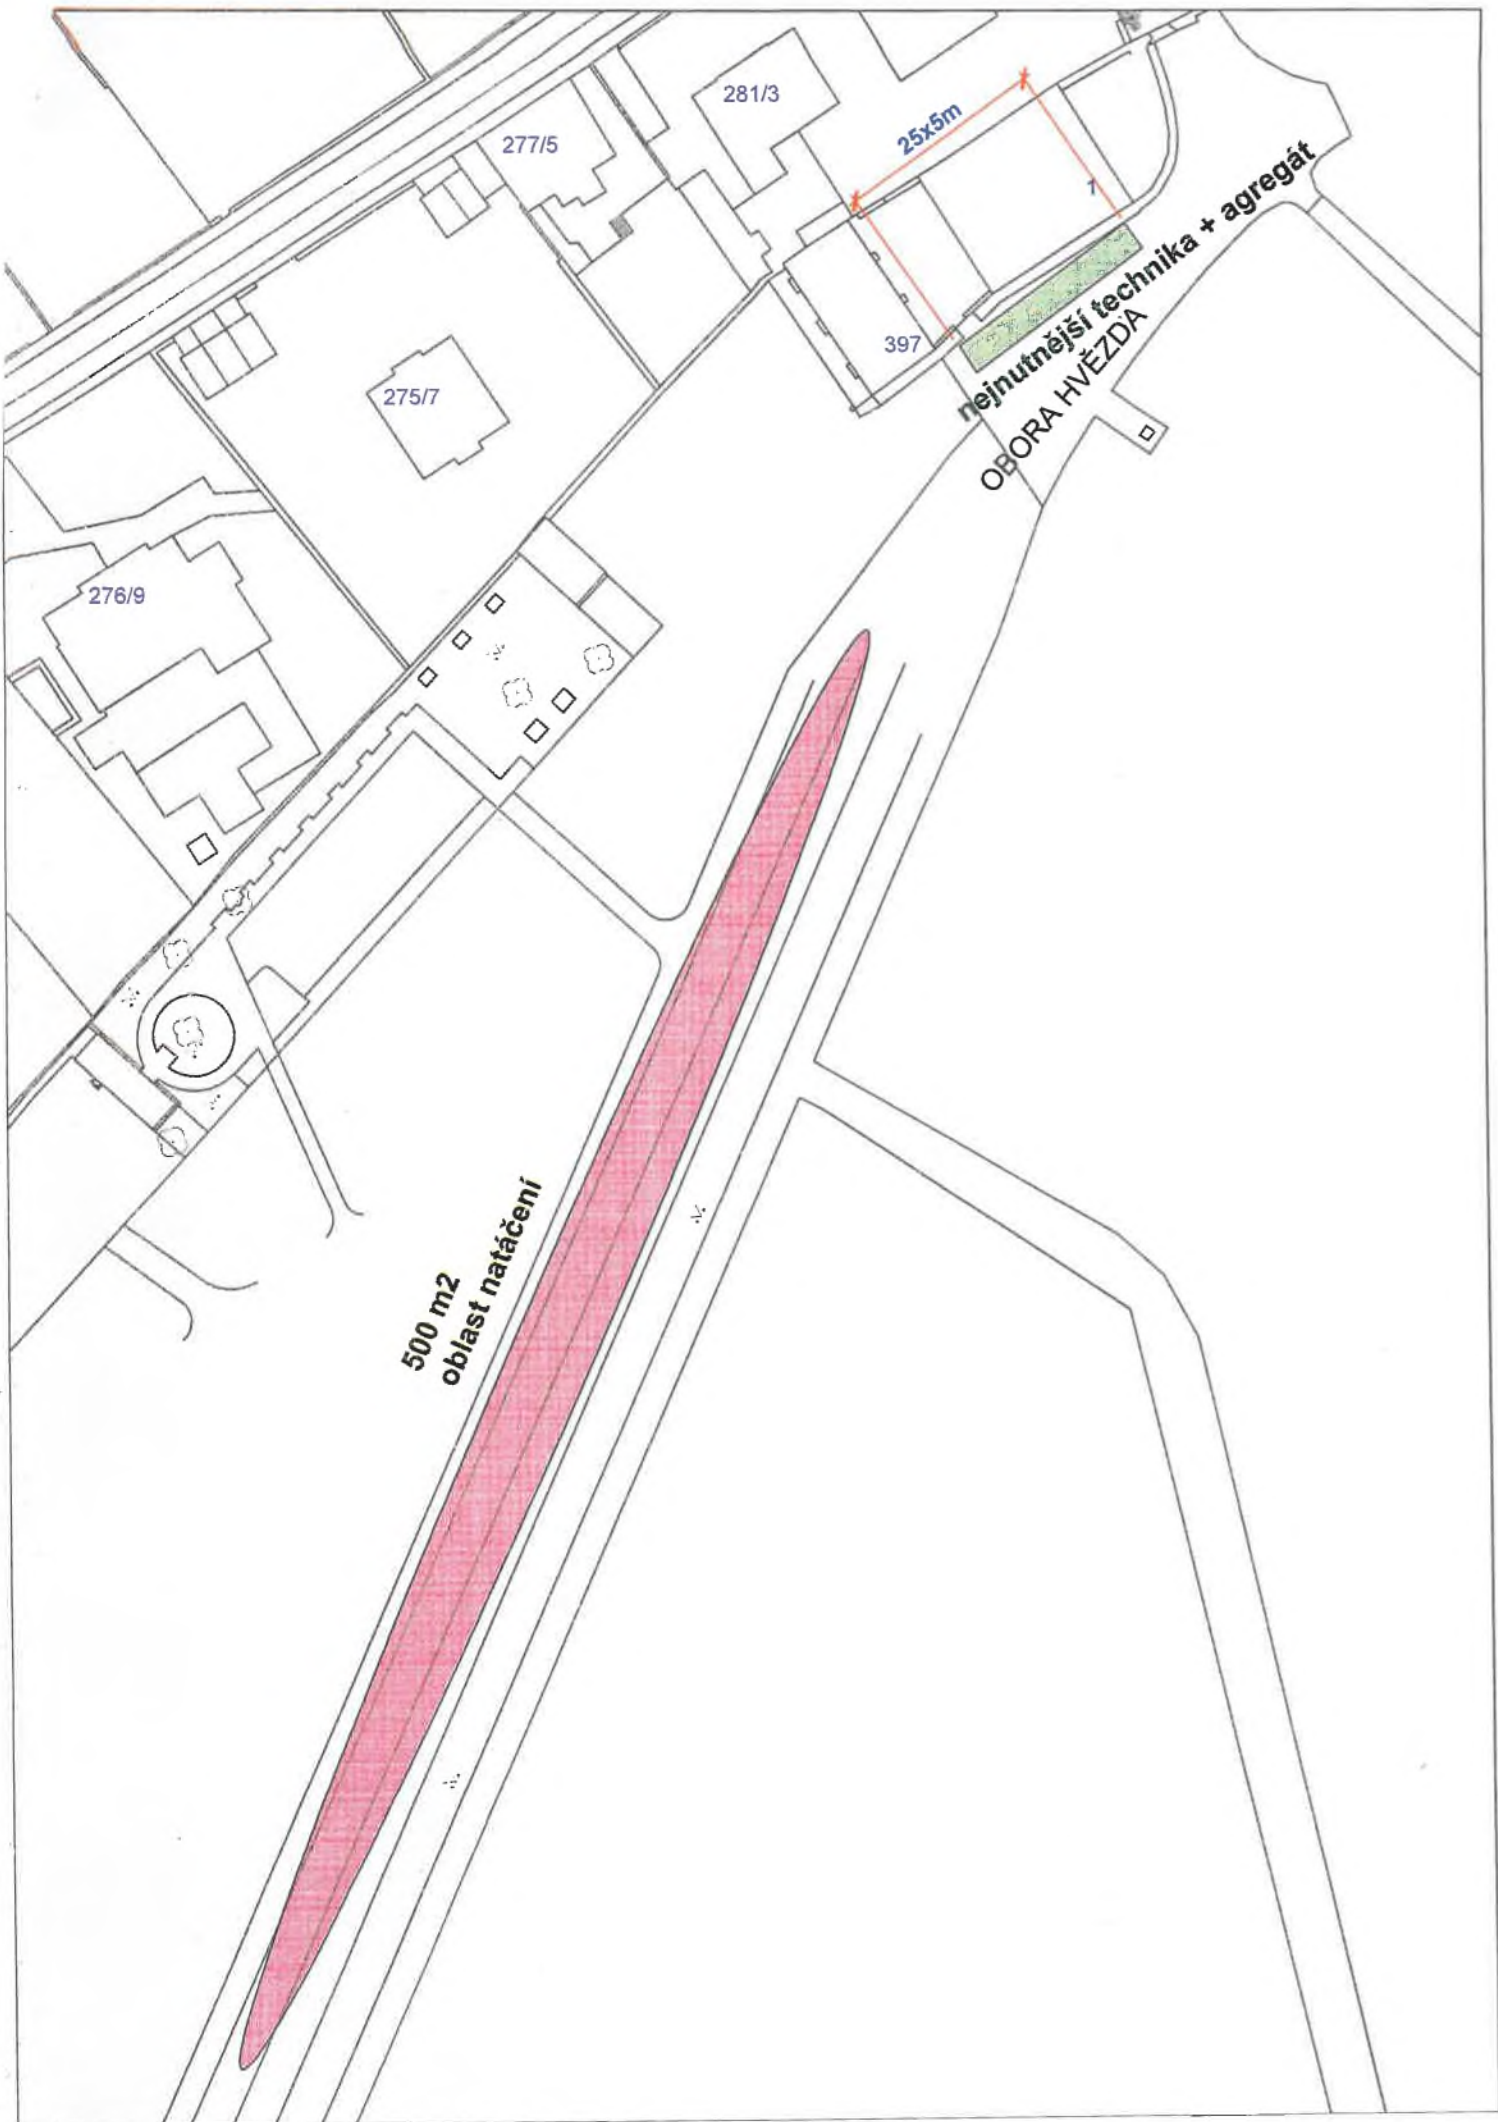 281/3
277/5
25x5m
1
397
nejnutnější technika + agregát
OBORA HVĚZDA
275/7
276/9
500 m2
oblast natáčení